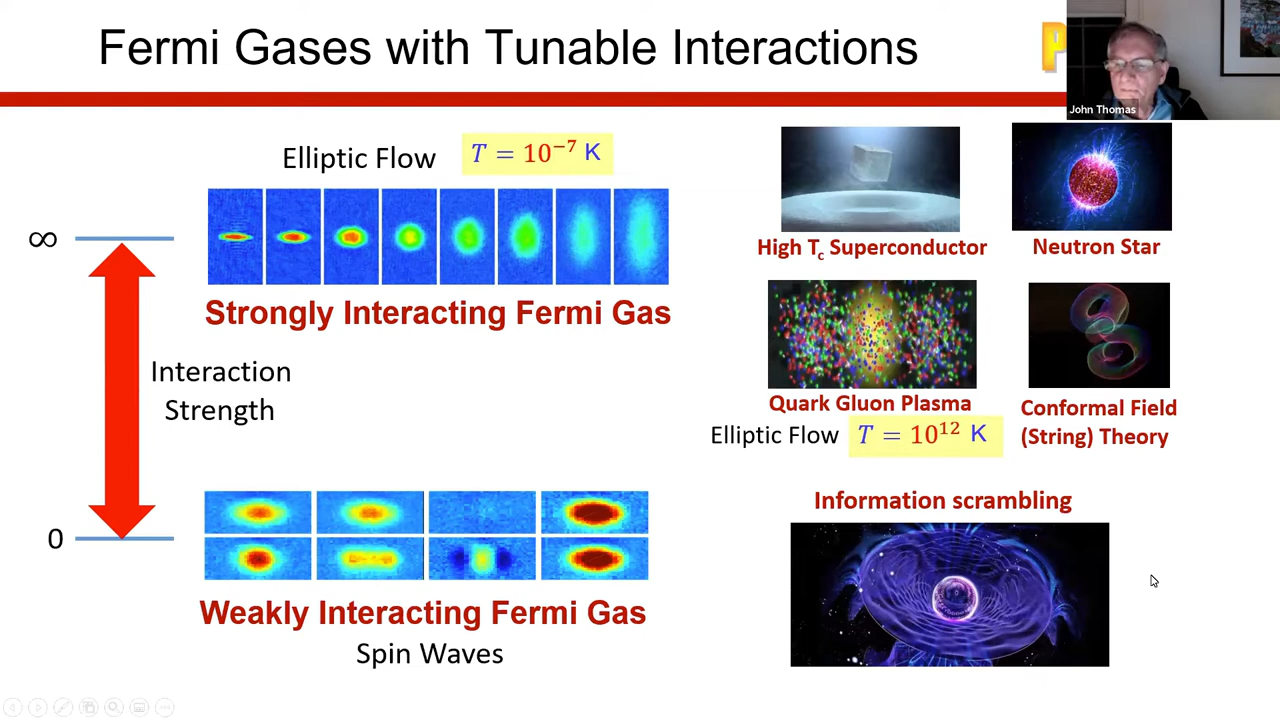 Fermi Gases with Tunable Interactions
P
John Thomas
Elliptic Flow
T = 10⁻⁷ K
∞
Strongly Interacting Fermi Gas
Interaction
Strength
0
Weakly Interacting Fermi Gas
Spin Waves
High Tc Superconductor
Neutron Star
Quark Gluon Plasma
Elliptic Flow
T = 10¹² K
Conformal Field
(String) Theory
Information scrambling